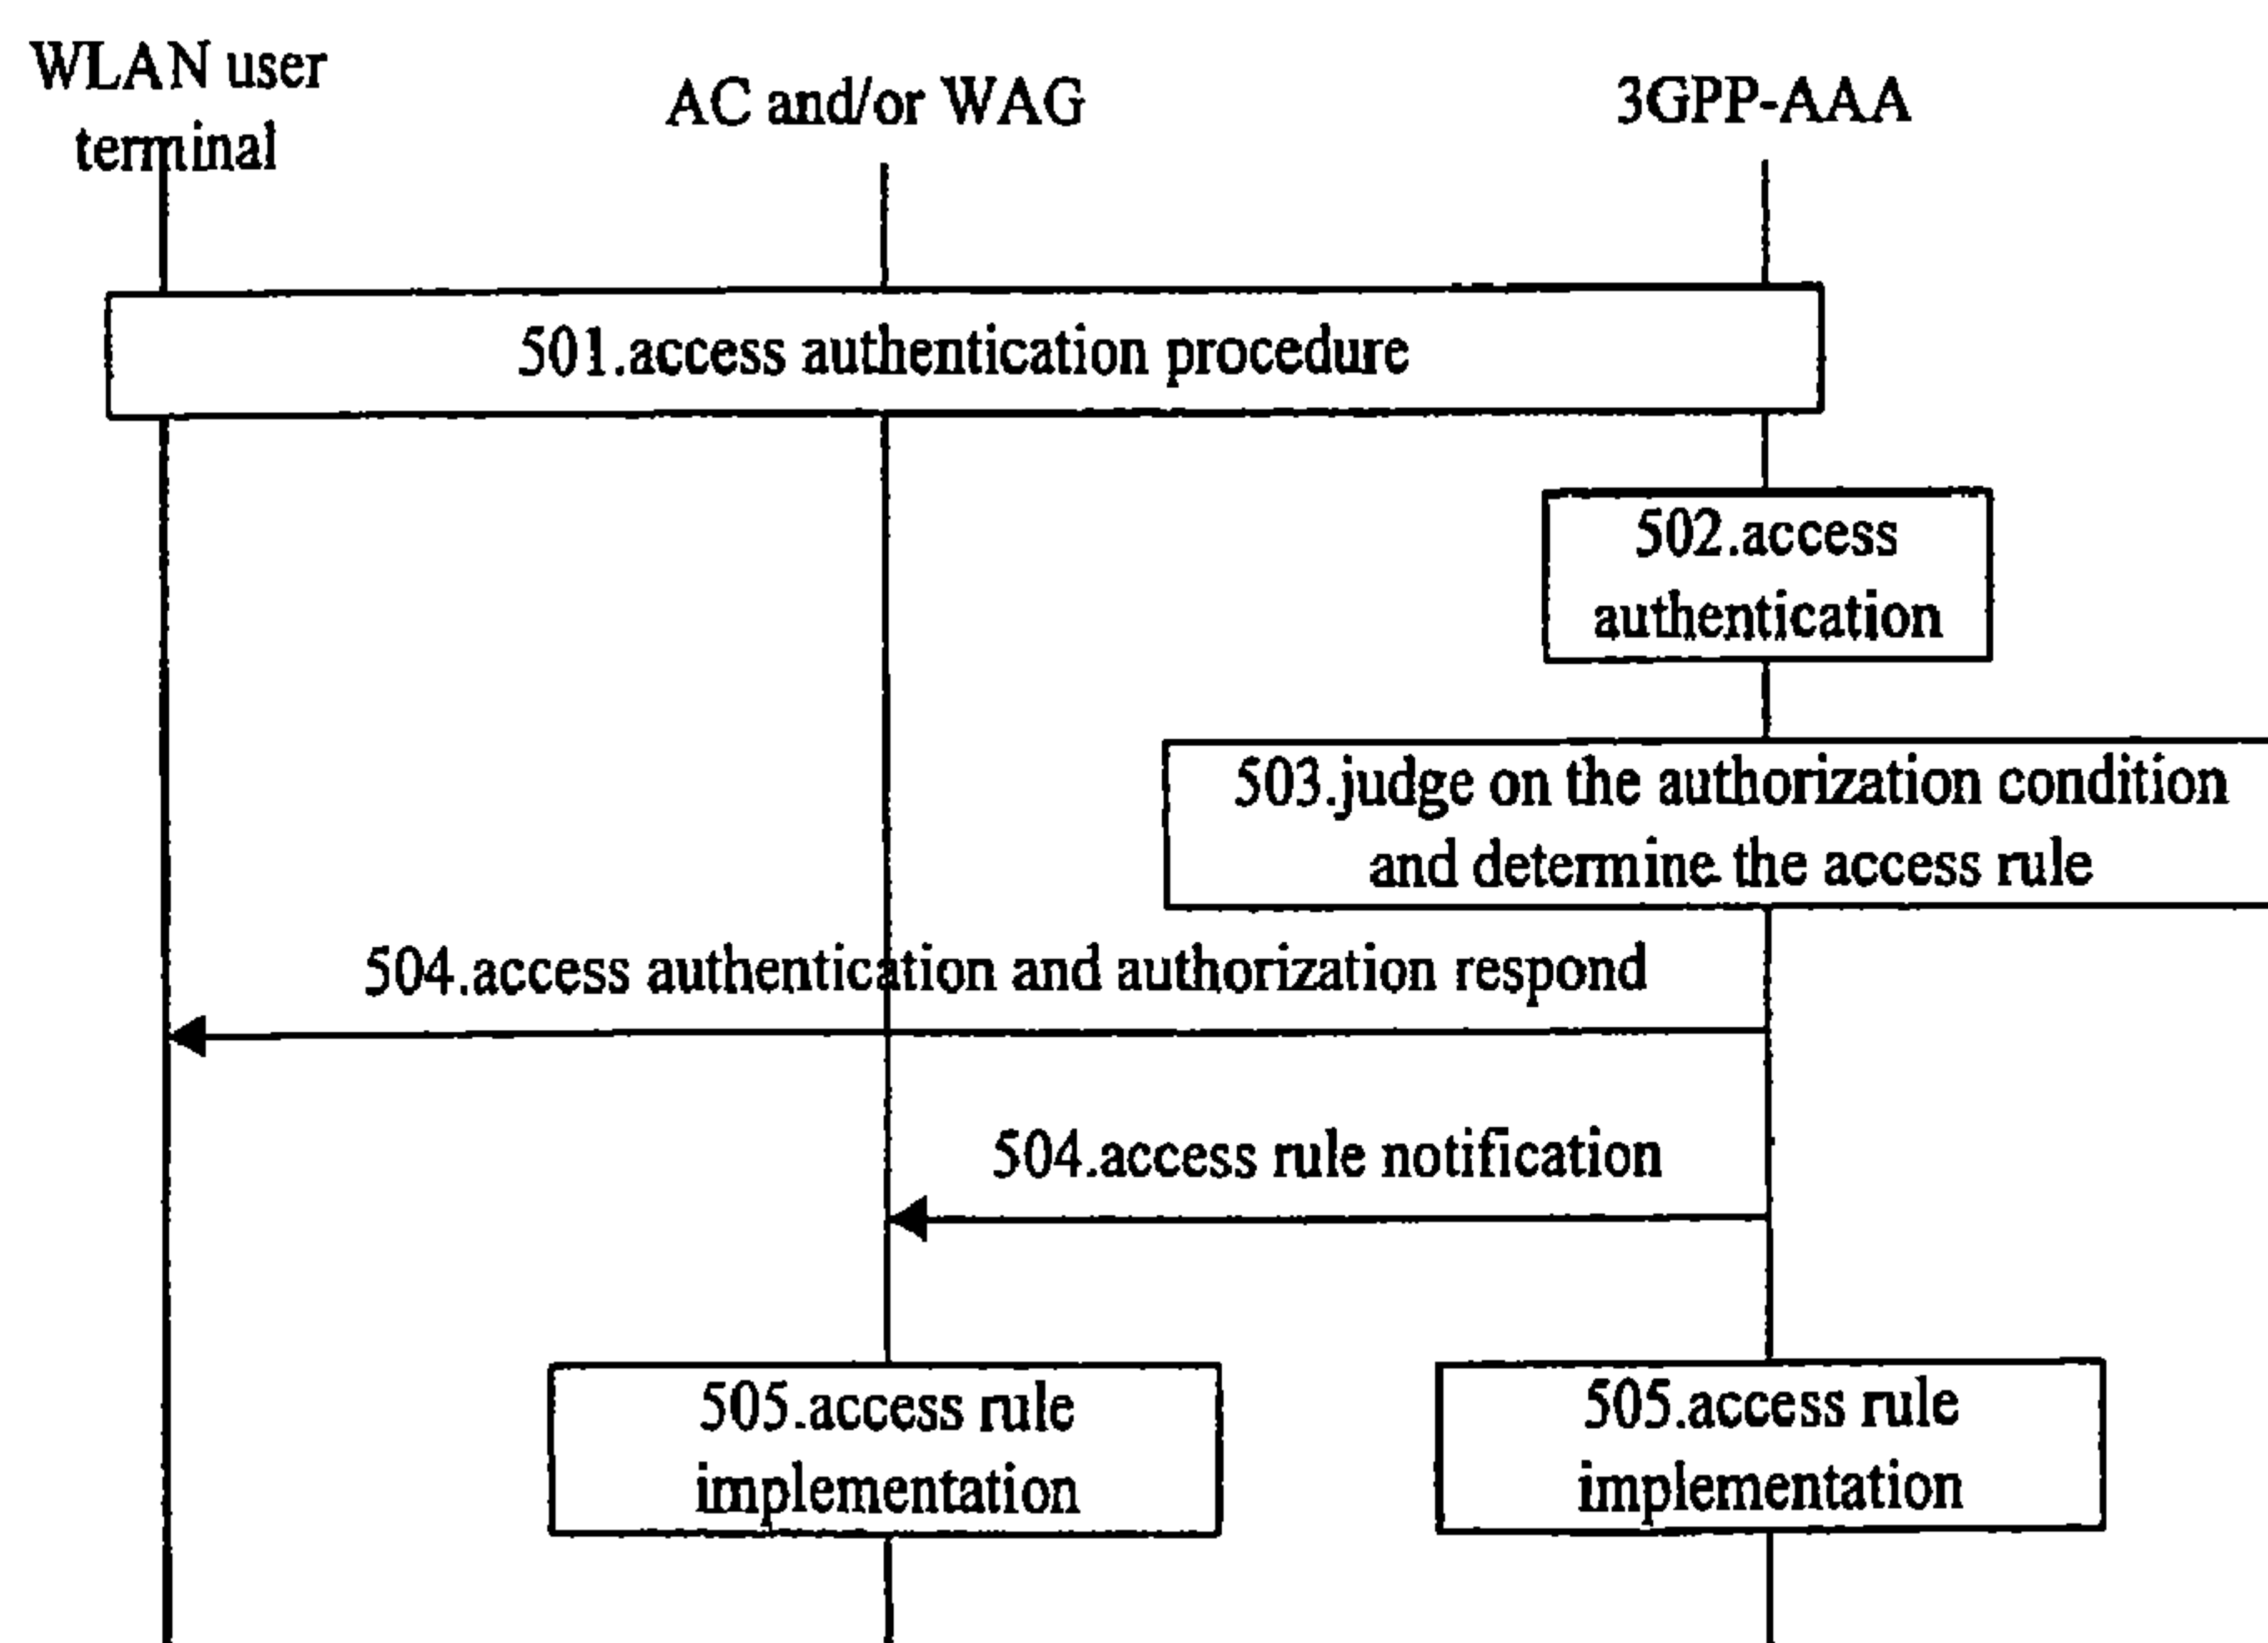 WLAN user
terminal
AC and/or WAG
3GPP-AAA
501.access authentication procedure
502.access
authentication
503.judge on the authorization condition
and determine the access rule
504.access authentication and authorization respond
504.access rule notification
505.access rule
implementation
505.access rule
implementation